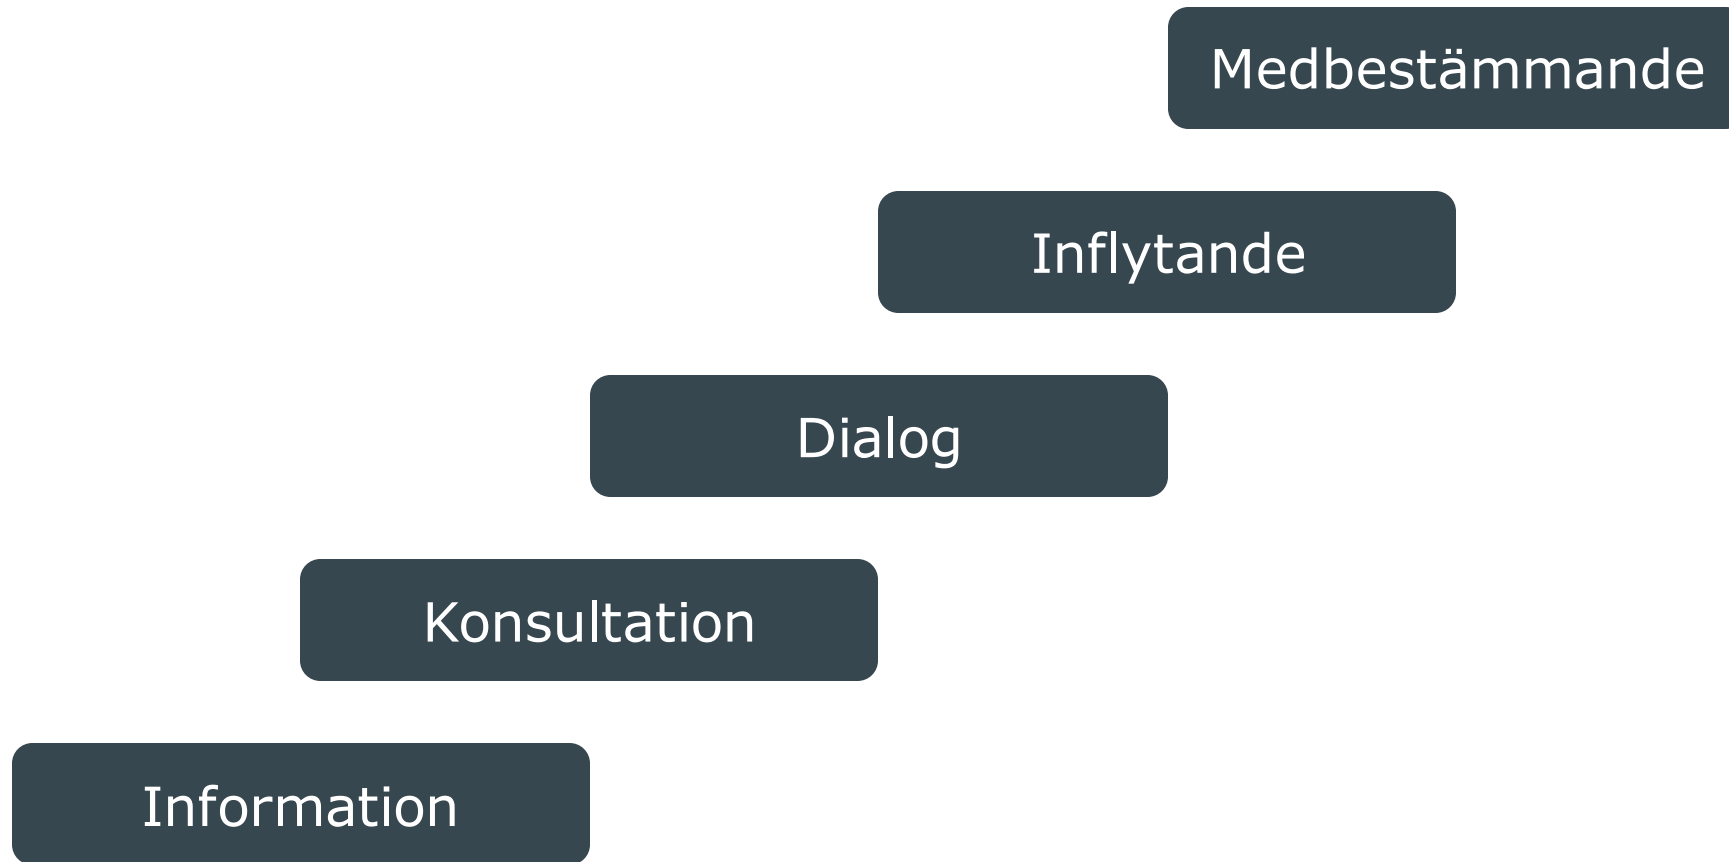 Medbestämmande
Inflytande
Dialog
Konsultation
Information